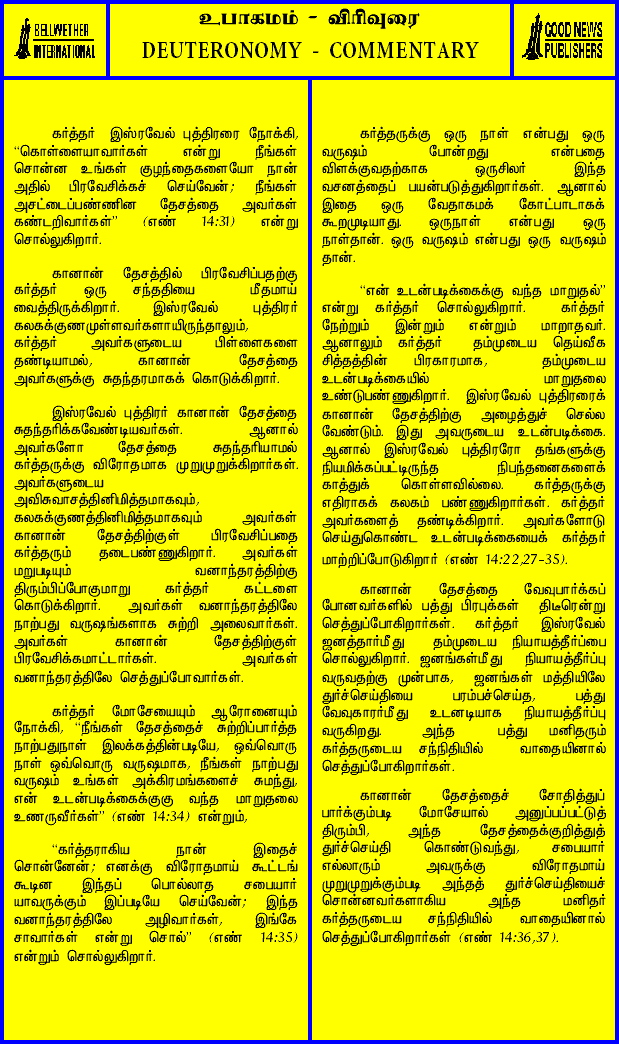 BELLWETHER
INTERNATIONAL
உபாகமம் - விரிவுரை
DEUTERONOMY - COMMENTARY
GOOD NEWS
PUBLISHERS
கர்த்தர் இஸ்ரவேல் புத்திரரை நோக்கி,
“கொள்ளையாவார்கள் என்று நீங்கள்
சொன்ன உங்கள் குழந்தைகளையோ நான்
அதில் பிரவேசிக்கச் செய்வேன்; நீங்கள்
அசட்டைபண்ணின தேசத்தை அவர்கள்
கண்டறிவார்கள்” (எண் 14:31) என்று
சொல்லுகிறார்.
கானான் தேசத்தில் பிரவேசிப்பதற்கு
கர்த்தர் ஒரு சந்ததியை மீதமாய்
வைத்திருக்கிறார். இஸ்ரவேல் புத்திரர்
கலகக்குணமுள்ளவர்களாயிருந்தாலும்,
கர்த்தர் அவர்களுடைய பிள்ளைகளை
தண்டியாமல், கானான் தேசத்தை
அவர்களுக்கு சுதந்தரமாகக் கொடுக்கிறார்.
இஸ்ரவேல் புத்திரர் கானான் தேசத்தை
சுதந்தரிக்கவேண்டியவர்கள். ஆனால்
அவர்களோ தேசத்தை சுதந்தரியாமல்
கர்த்தருக்கு விரோதமாக முறுமுறுக்கிறார்கள்.
அவர்களுடைய
அவிசுவாசத்தினிமித்தமாகவும்,
கலகக்குணத்தினிமித்தமாகவும் அவர்கள்
கானான் தேசத்திற்குள் பிரவேசிப்பதை
கர்த்தரும் தடைபண்ணுகிறார். அவர்கள்
மறுபடியும் வனாந்தரத்திற்கு
திரும்பிப்போகுமாறு கர்த்தர் கட்டளை
கொடுக்கிறார். அவர்கள் வனாந்தரத்திலே
நாற்பது வருஷங்களாக சுற்றி அலைவார்கள்.
அவர்கள் கானான் தேசத்திற்குள்
பிரவேசிக்கமாட்டார்கள். அவர்கள்
வனாந்தரத்திலே செத்துப்போவார்கள்.
கர்த்தர் மோசேயையும் ஆரோனையும்
நோக்கி, “நீங்கள் தேசத்தைச் சுற்றிப்பார்த்த
நாற்பதுநாள் இலக்கத்தின்படியே, ஒவ்வொரு
நாள் ஒவ்வொரு வருஷமாக, நீங்கள் நாற்பது
வருஷம் உங்கள் அக்கிரமங்களைச் சுமந்து,
என் உடன்படிக்கைக்குகு வந்த மாறுதலை
உணருவீர்கள்” (எண் 14:34) என்றும்,
“கர்த்தராகிய நான் இதைச்
சொன்னேன்; எனக்கு விரோதமாய் கூட்டங்
கூடின இந்தப் பொல்லாத சபையார்
யாவருக்கும் இப்படியே செய்வேன்; இந்த
வனாந்தரத்திலே அழிவார்கள், இங்கே
சாவார்கள் என்று சொல்” (எண் 14:35)
என்றும் சொல்லுகிறார்.
கர்த்தருக்கு ஒரு நாள் என்பது ஒரு
வருஷம் போன்றது என்பதை
விளக்குவதற்காக ஒருசிலர் இந்த
வசனத்தைப் பயன்படுத்துகிறார்கள். ஆனால்
இதை ஒரு வேதாகமக் கோட்பாடாகக்
கூறமுடியாது. ஒருநாள் என்பது ஒரு
நாள்தான். ஒரு வருஷம் என்பது ஒரு வருஷம்
தான்.
“என் உடன்படிக்கைக்கு வந்த மாறுதல்”
என்று கர்த்தர் சொல்லுகிறார். கர்த்தர்
நேற்றும் இன்றும் என்றும் மாறாதவர்.
ஆனாலும் கர்த்தர் தம்முடைய தெய்வீக
சித்தத்தின் பிரகாரமாக, தம்முடைய
உடன்படிக்கையில் மாறுதலை
உண்டுபண்ணுகிறார். இஸ்ரவேல் புத்திரரைக்
கானான் தேசத்திற்கு அழைத்துச் செல்ல
வேண்டும். இது அவருடைய உடன்படிக்கை.
ஆனால் இஸ்ரவேல் புத்திரரோ தங்களுக்கு
நியமிக்கப்பட்டிருந்த நிபந்தனைகளைக்
காத்துக் கொள்ளவில்லை. கர்த்தருக்கு
எதிராகக் கலகம் பண்ணுகிறார்கள். கர்த்தர்
அவர்களைத் தண்டிக்கிறார். அவர்களோடு
செய்துகொண்ட உடன்படிக்கையைக் கர்த்தர்
மாற்றிப்போடுகிறார் (எண் 14:22,27-35).
கானான் தேசத்தை வேவுபார்க்கப்
போனவர்களில் பத்து பிரபுக்கள் திடீரென்று
செத்துப்போகிறார்கள். கர்த்தர் இஸ்ரவேல்
ஜனத்தார்மீது தம்முடைய நியாயத்தீர்ப்பை
சொல்லுகிறார். ஜனங்கள்மீது நியாயத்தீர்ப்பு
வருவதற்கு முன்பாக, ஜனங்கள் மத்தியிலே
துர்ச்செய்தியை பரம்பச்செய்த, பத்து
வேவுகாரர்மீது உடனடியாக நியாயத்தீர்ப்பு
வருகிறது. அந்த பத்து மனிதரும்
கர்த்தருடைய சந்நிதியில் வாதையினால்
செத்துப்போகிறார்கள்.
கானான் தேசத்தைச் சோதித்துப்
பார்க்கும்படி மோசேயால் அனுப்பப்பட்டுத்
திரும்பி, அந்த தேசத்தைக்குறித்துத்
துர்ச்செய்தி கொண்டுவந்து, சபையார்
எல்லாரும் அவருக்கு விரோதமாய்
முறுமுறுக்கும்படி அந்தத் துர்ச்செய்தியைச்
சொன்னவர்களாகிய அந்த மனிதர்
கர்த்தருடைய சந்நிதியில் வாதையினால்
செத்துப்போகிறார்கள் (எண் 14:36,37).